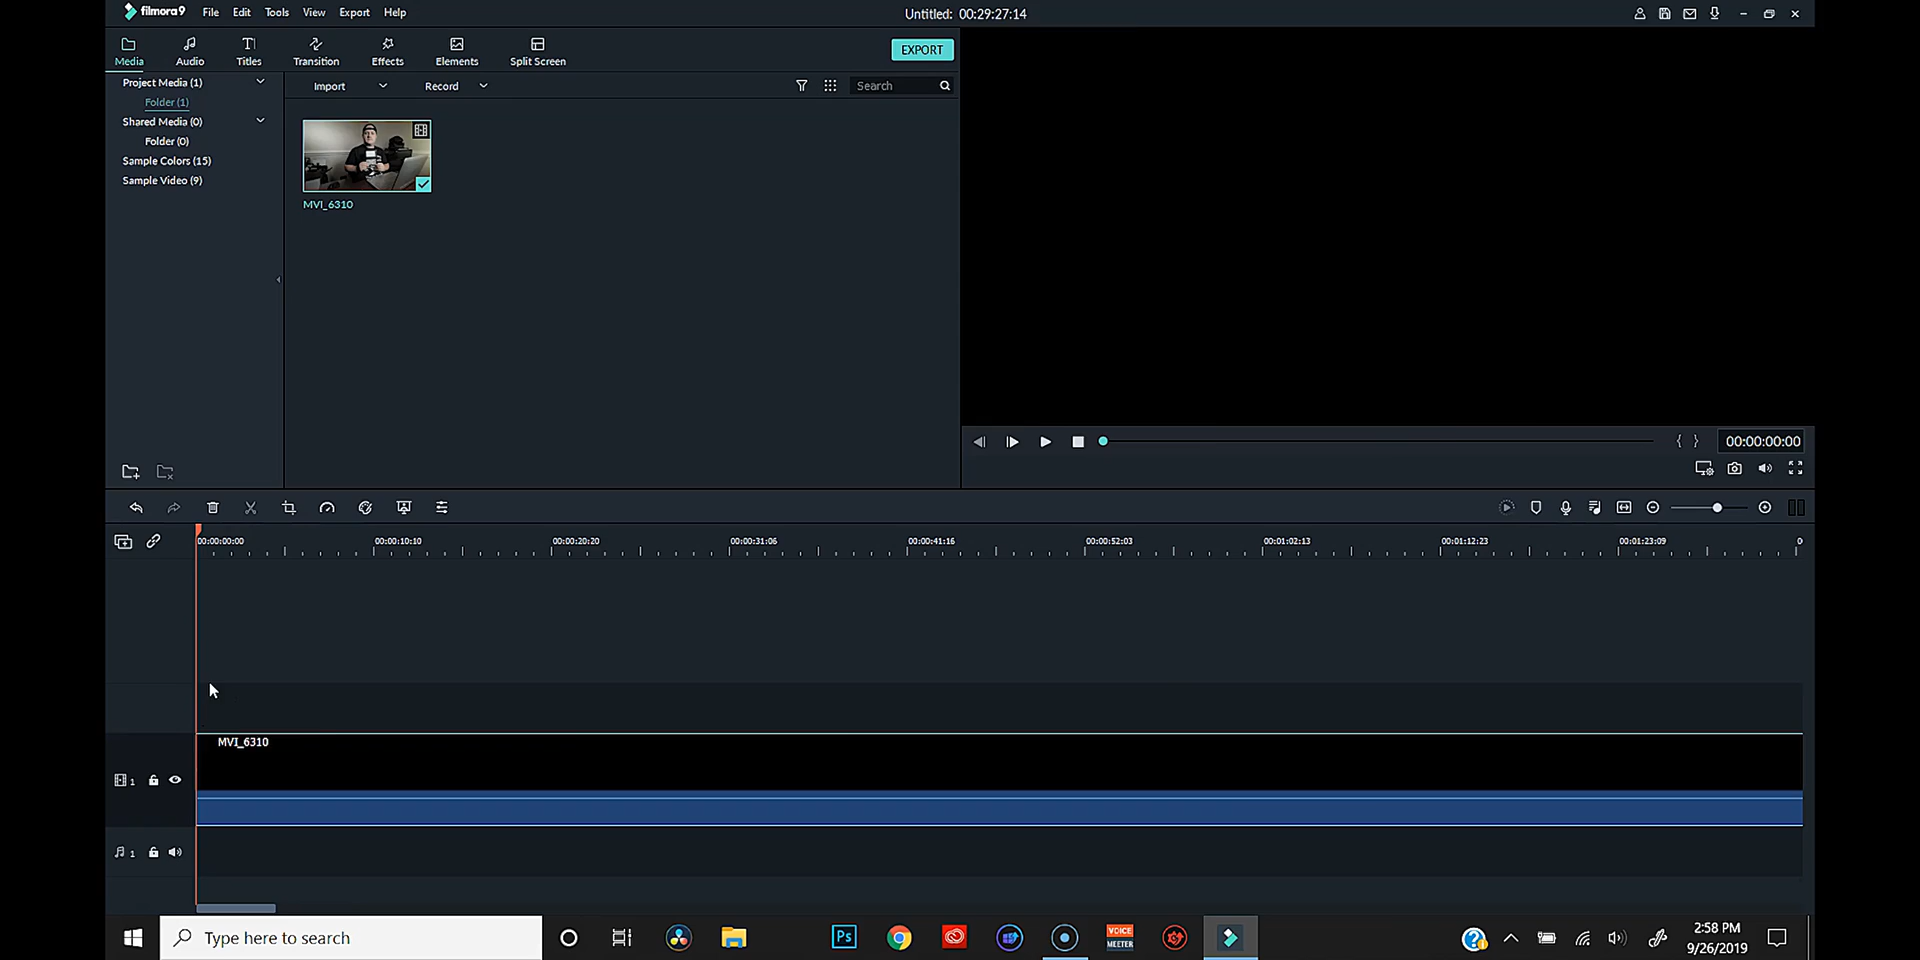 filmora9 File Edit Tools View Export Help
Untitled: 00:29:27:14
Media Audio Titles Transition Effects Elements Split Screen
EXPORT
Project Media (1)
Folder (1)
Shared Media (0)
Folder (0)
Sample Colors (15)
Sample Video (9)
Import Record Search
MVI_6310
00:00:00:00
00:00:00:00 00:00:10:10 00:00:20:20 00:00:31:06 00:00:41:16 00:00:52:03 00:01:02:13 00:01:12:23 00:01:23:09 0
MVI_6310
1
1
Type here to search
Ps
VOICE
MEETER
2:58 PM
9/26/2019